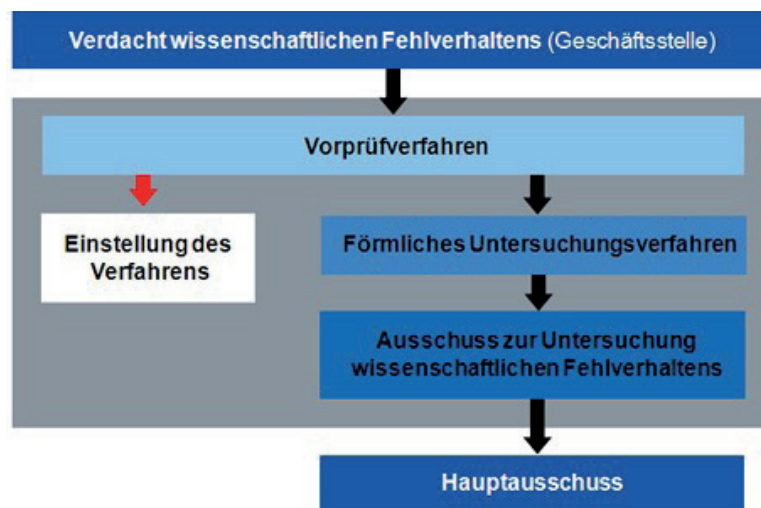 Verdacht wissenschaftlichen Fehlverhaltens (Geschäftsstelle)
Vorprüfverfahren
Einstellung des
Verfahrens
Förmliches Untersuchungsverfahren
Ausschuss zur Untersuchung
wissenschaftlichen Fehlverhaltens
Hauptausschuss